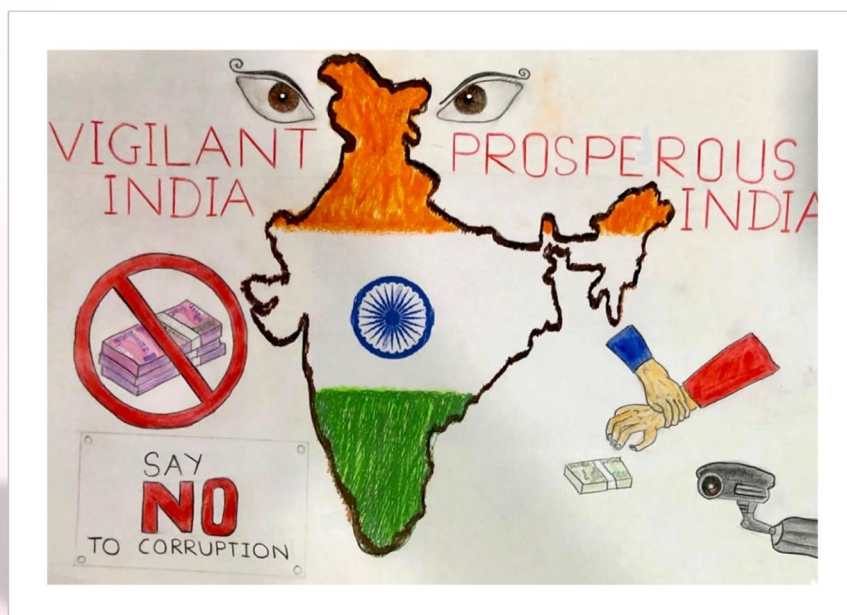 VIGILANT
INDIA
PROSPEROUS
INDIA
SAY
NO
TO CORRUPTION